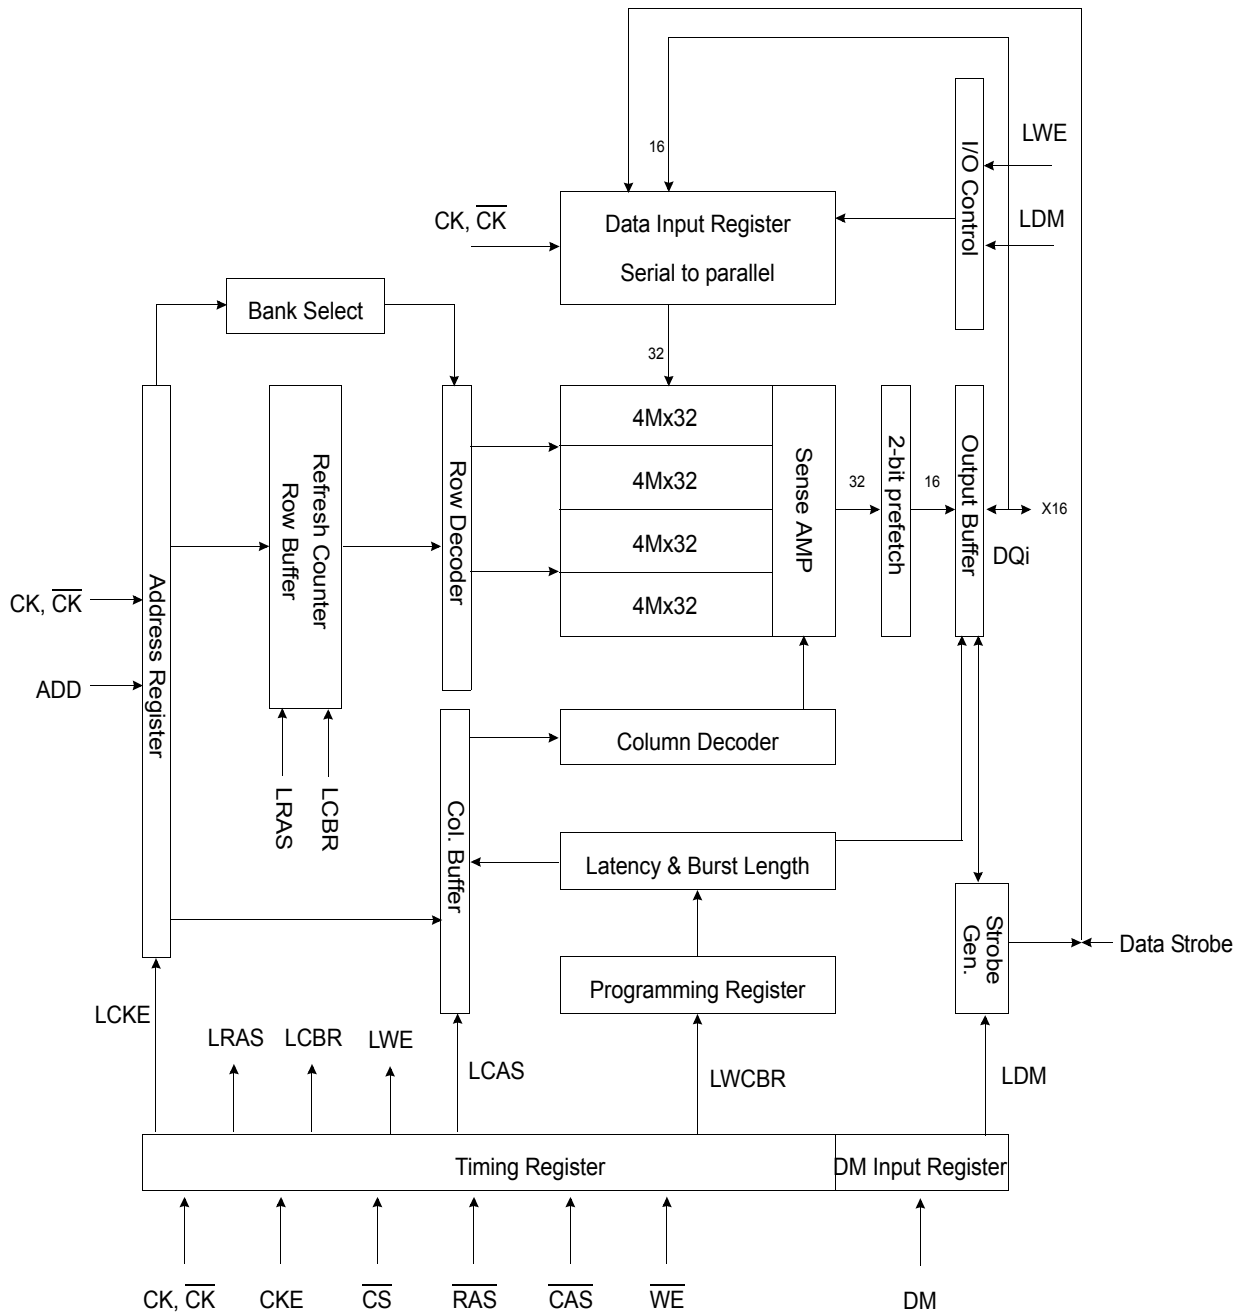 16
LWE
I/O Control
CK, CK
Data Input Register
Serial to parallel
LDM
Bank Select
32
4Mx32
4Mx32
4Mx32
4Mx32
Sense AMP
32
2-bit prefetch
16
Output Buffer
X16
DQi
Refresh Counter
Row Buffer
Row Decoder
Address Register
CK, CK
ADD
Column Decoder
LRAS
LCBR
Col. Buffer
Latency & Burst Length
Strobe
Gen.
Data Strobe
Programming Register
LCKE
LRAS
LCBR
LWE
LCAS
LWCBR
LDM
Timing Register
DM Input Register
CK, CK
CKE
CS
RAS
CAS
WE
DM